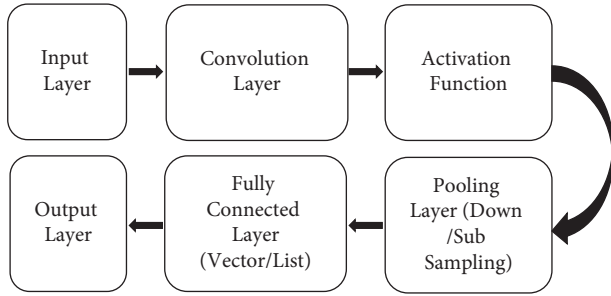 Input
Layer
Convolution
Layer
Activation
Function
Output
Layer
Fully
Connected
Layer
(Vector/List)
Pooling
Layer (Down
/Sub
Sampling)